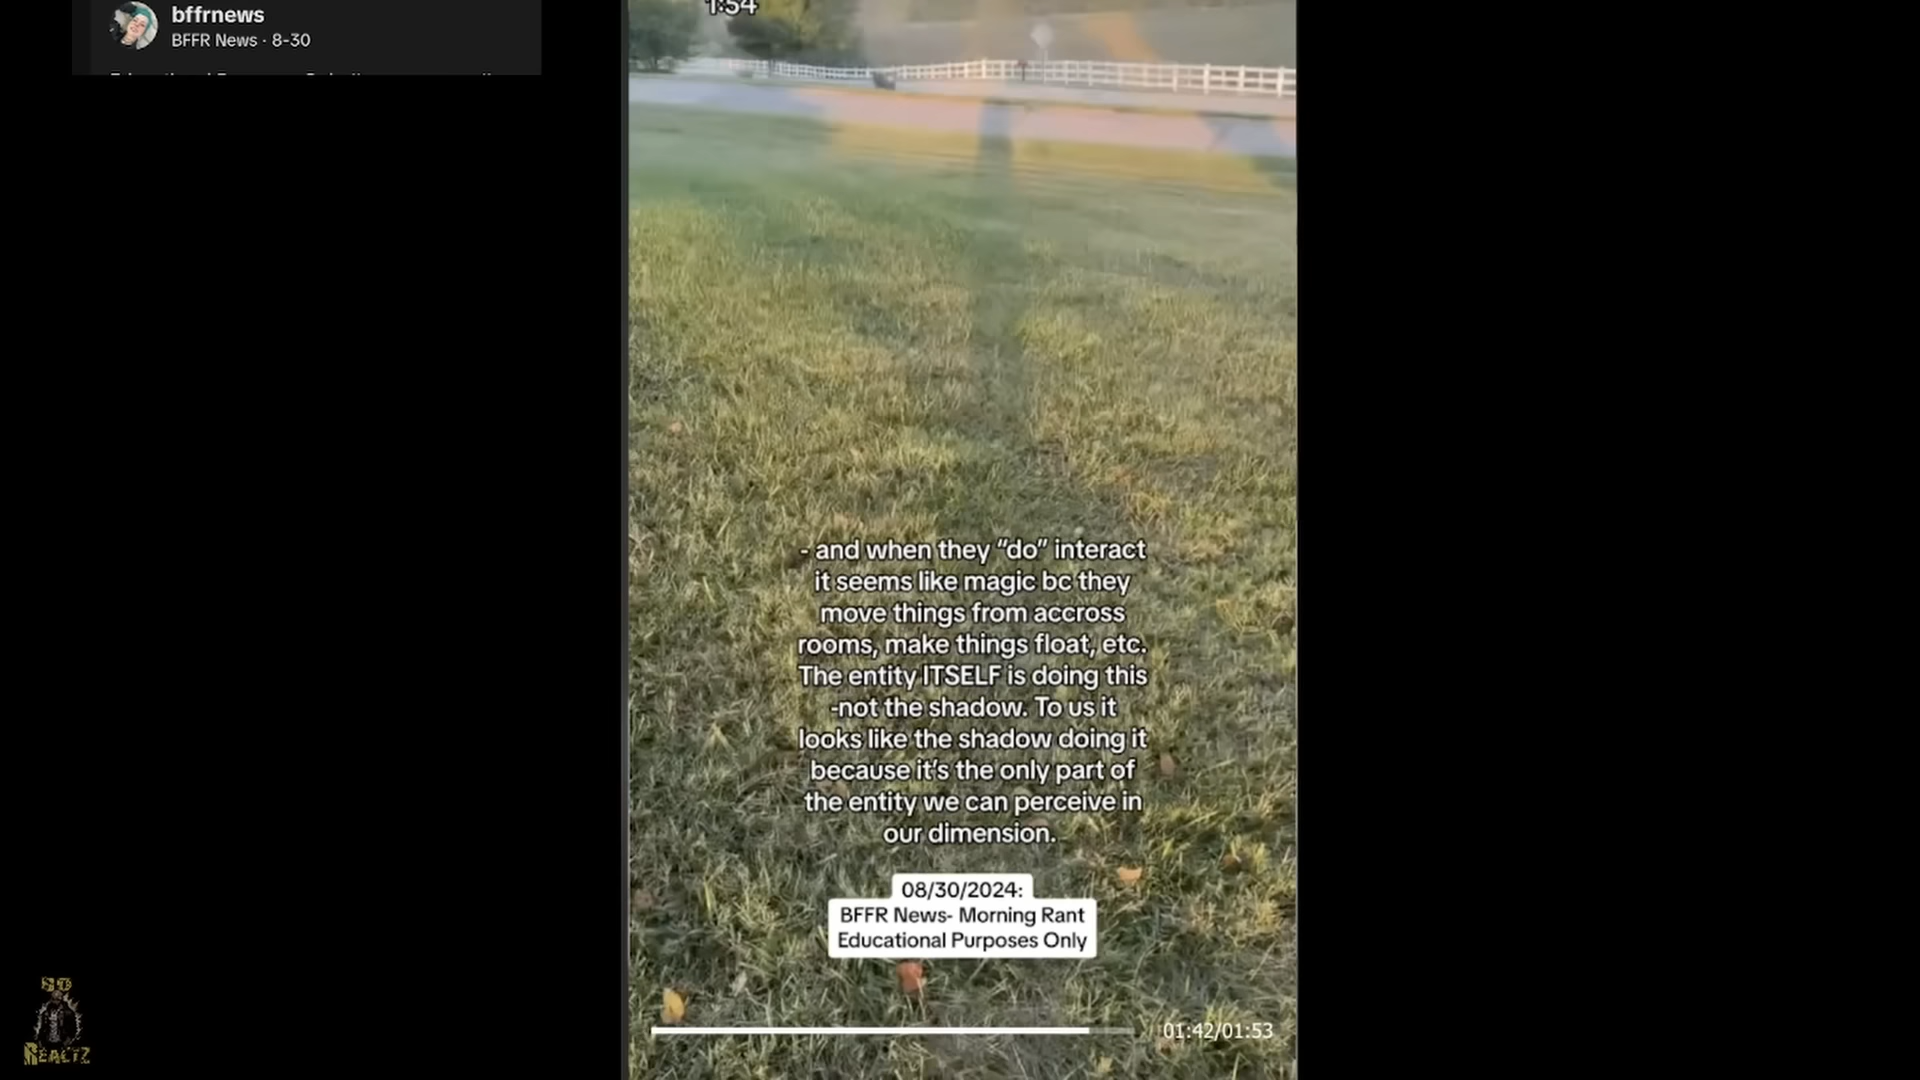 bffrnews
BFFR News · 8-30
1:54
- and when they “do” interact
it seems like magic bc they
move things from accross
rooms, make things float, etc.
The entity ITSELF is doing this
-not the shadow. To us it
looks like the shadow doing it
because it’s the only part of
the entity we can perceive in
our dimension.
08/30/2024:
BFFR News- Morning Rant
Educational Purposes Only
01:42/01:53
ReactZ